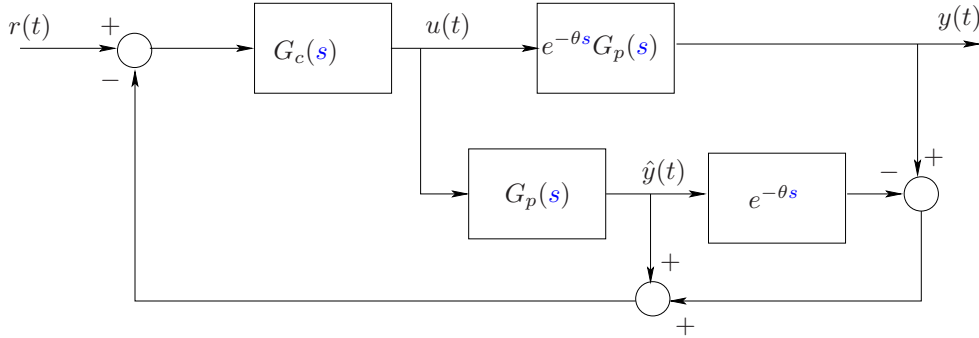 r(t)
+
−
G_c(s)
u(t)
e^{−θs}G_p(s)
y(t)
G_p(s)
ŷ(t)
e^{−θs}
−
+
+
+